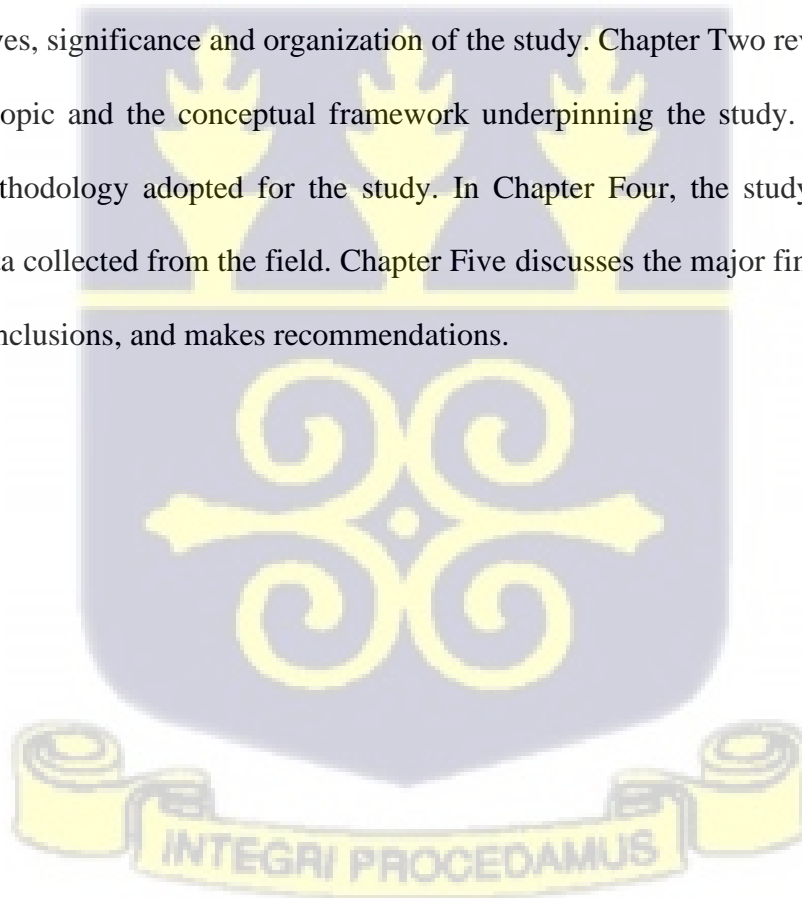 ves, significance and organization of the study. Chapter Two rev
opic and the conceptual framework underpinning the study.
thodology adopted for the study. In Chapter Four, the study
a collected from the field. Chapter Five discusses the major fin
nclusions, and makes recommendations.
INTEGRI PROCEDAMUS